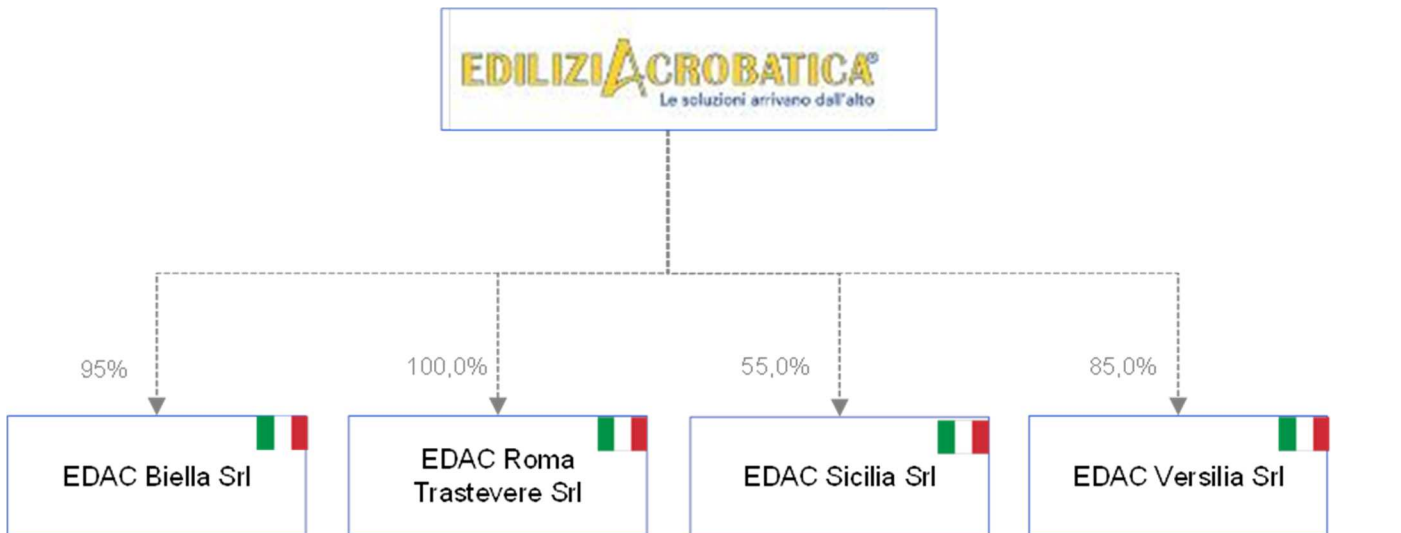 EDILIZIACROBATICA®
Le soluzioni arrivano dall'alto
95%
100,0%
55,0%
85,0%
EDAC Biella Srl
EDAC Roma
Trastevere Srl
EDAC Sicilia Srl
EDAC Versilia Srl